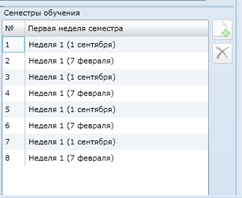 Семестры обучения
№ Первая неделя семестра
1 Неделя 1 (1 сентября)
2 Неделя 1 (7 февраля)
3 Неделя 1 (1 сентября)
4 Неделя 1 (7 февраля)
5 Неделя 1 (1 сентября)
6 Неделя 1 (7 февраля)
7 Неделя 1 (1 сентября)
8 Неделя 1 (7 февраля)